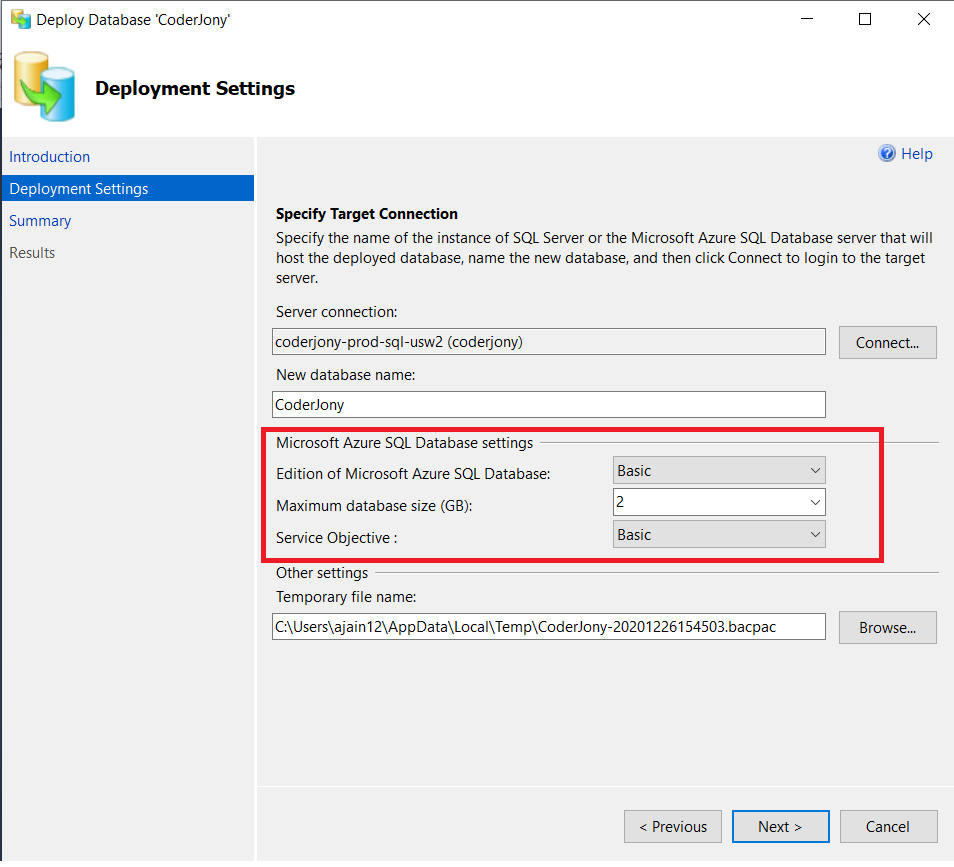 Deploy Database 'CoderJony'
Deployment Settings
Introduction
Deployment Settings
Summary
Results
Help
Specify Target Connection
Specify the name of the instance of SQL Server or the Microsoft Azure SQL Database server that will
host the deployed database, name the new database, and then click Connect to login to the target
server.
Server connection:
coderjony-prod-sql-usw2 (coderjony)
Connect...
New database name:
CoderJony
Microsoft Azure SQL Database settings
Edition of Microsoft Azure SQL Database:
Basic
Maximum database size (GB):
2
Service Objective :
Basic
Other settings
Temporary file name:
C:\Users\ajain12\AppData\Local\Temp\CoderJony-20201226154503.bacpac
Browse...
< Previous
Next >
Cancel